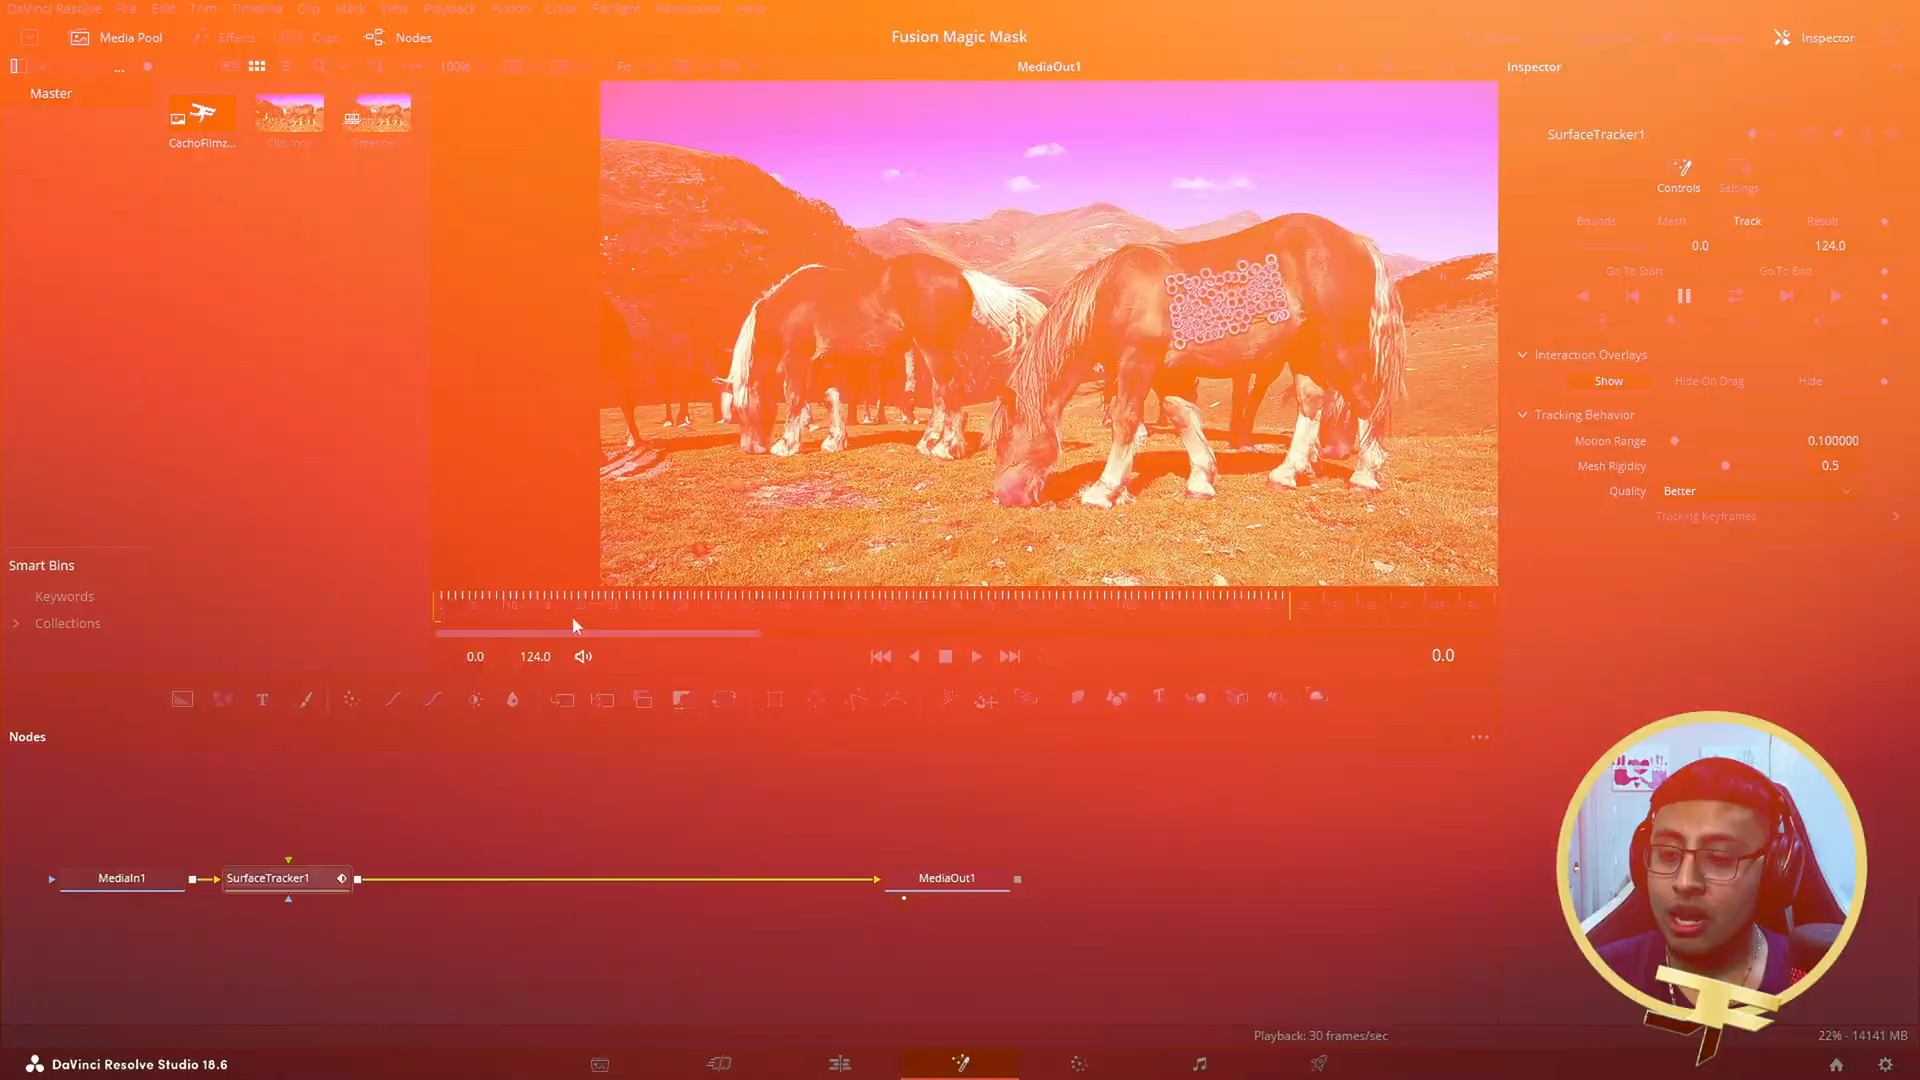 DaVinci Resolve File Edit Trim Timeline Clip Mark View Playback Fusion Color Fairlight Workspace Help
Media Pool Effects Clips Nodes
Fusion Magic Mask
Inspector
... 100% Fit MediaOut1
Inspector
Master
CachoFilmz... Clip.mov Timeline
SurfaceTracker1
Controls Settings
Bounds Mesh Track Result
0.0 124.0
Go To Start Go To End
Interaction Overlays
Show Hide On Drag Hide
Tracking Behavior
Motion Range 0.100000
Mesh Rigidity 0.5
Quality Better
Tracking Keyframes
Smart Bins
Keywords
Collections
0.0 124.0 0.0
Nodes
MediaIn1 SurfaceTracker1 MediaOut1
Playback: 30 frames/sec 22% - 14141 MB
DaVinci Resolve Studio 18.6